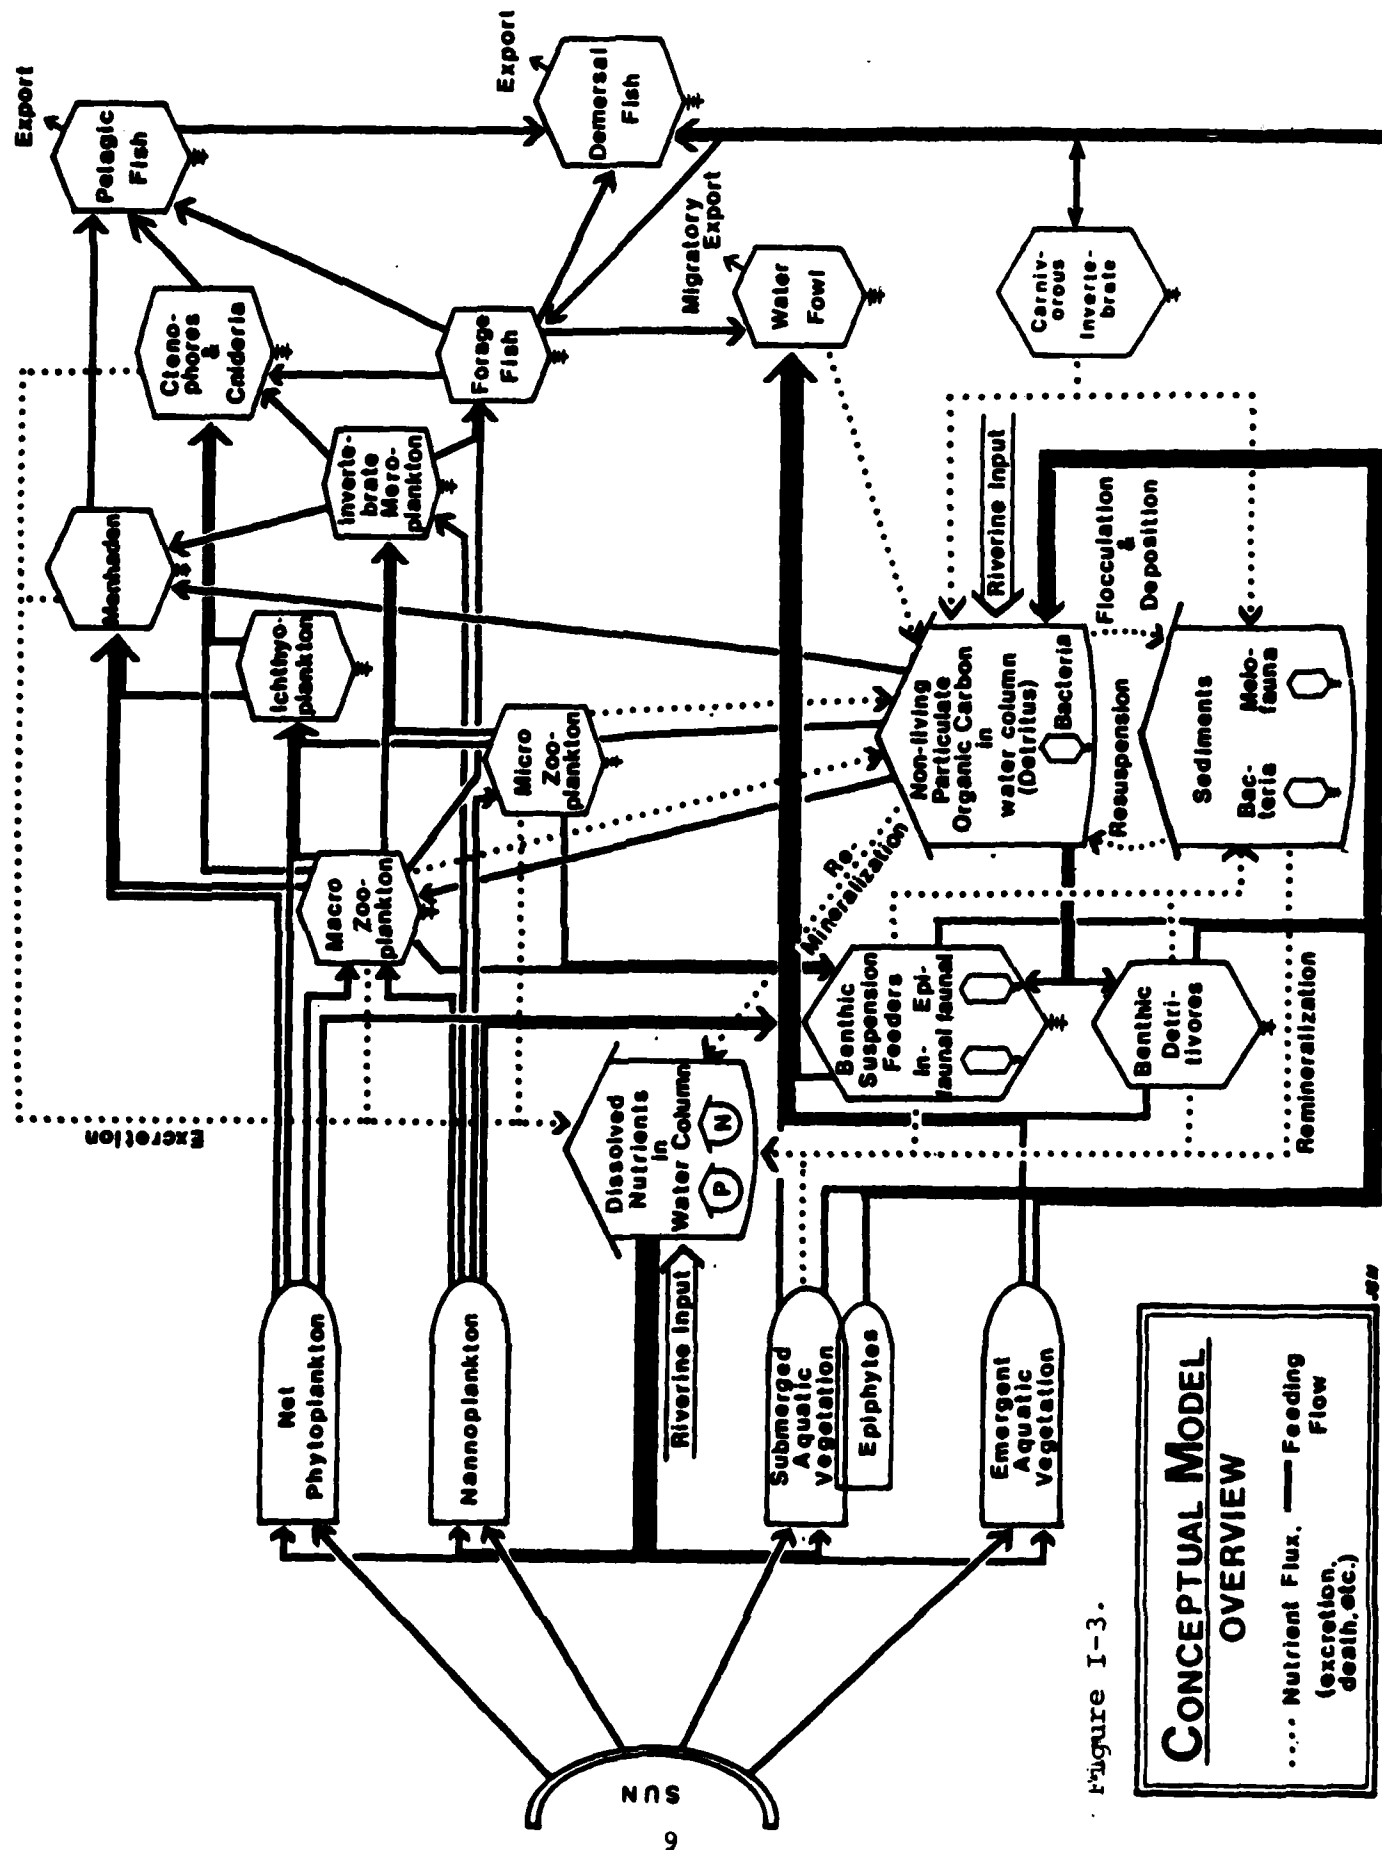 Export
Pelagic
Fish
Export
Demersal
Fish
Cteno-
phores
&
Cnideria
Forage
Fish
Migratory
Export
Water
Fowl
Carniv-
orous
Inverte-
brate
Menhaden
Inverte-
brate
Mero-
plankton
Ichthyo-
plankton
Macro
Zoo-
plankton
Micro
Zoo-
plankton
Riverine Input
Flocculation
&
Deposition
Non-living
Particulate
Organic Carbon
in
water column
(Detritus)
Bacteria
Resuspension
Sediments
Bac-
teria
Meio-
fauna
Re-
Mineralization
Benthic
Suspension
Feeders
In-
faunal
Epi-
faunal
Benthic
Detri-
tivores
Remineralization
Excretion
Dissolved
Nutrients
in
Water Column
P
N
Riverine Input
Net
Phytoplankton
Nannoplankton
Submerged
Aquatic
Vegetation
Epiphytes
Emergent
Aquatic
Vegetation
SUN
Figure I-3.
CONCEPTUAL MODEL
OVERVIEW
.... Nutrient Flux.
(excretion,
death, etc.)
— Feeding
Flow
9